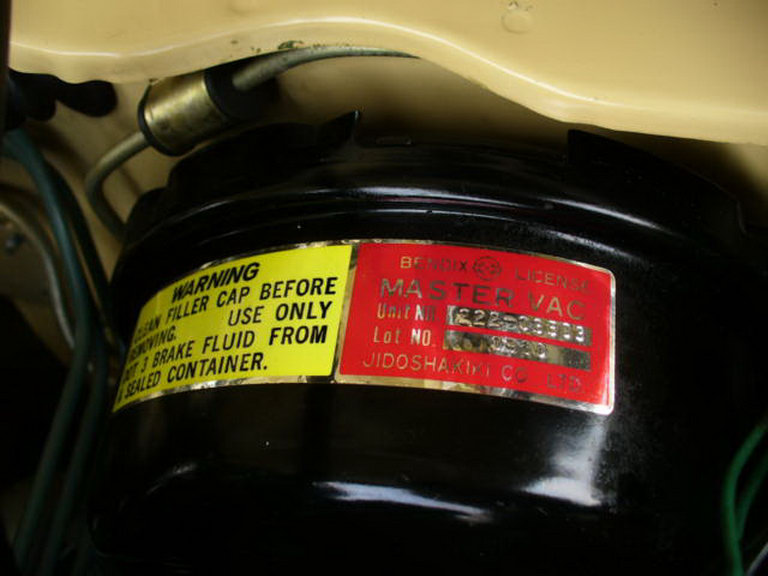 WARNING
CLEAN FILLER CAP BEFORE
REMOVING. USE ONLY
DOT 3 BRAKE FLUID FROM
A SEALED CONTAINER.
BENDIX LICENSE
MASTER VAC
Unit NO.
Lot NO.
JIDOSHAKIKI CO LTD.